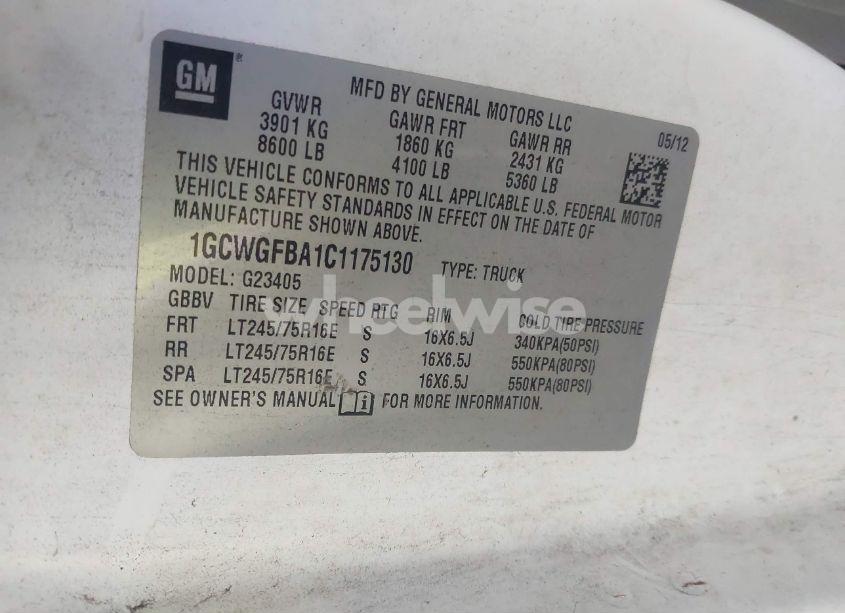 GM®
MFD BY GENERAL MOTORS LLC
05/12
GVWR GAWR FRT GAWR RR
3901 KG 1860 KG 2431 KG
8600 LB 4100 LB 5360 LB
THIS VEHICLE CONFORMS TO ALL APPLICABLE U.S. FEDERAL MOTOR
VEHICLE SAFETY STANDARDS IN EFFECT ON THE DATE OF
MANUFACTURE SHOWN ABOVE.
1GCWGFBA1C1175130 TYPE: TRUCK
MODEL: G23405
GBBV TIRE SIZE SPEED RTG RIM COLD TIRE PRESSURE
FRT LT245/75R16E S 16X6.5J 340KPA(50PSI)
RR LT245/75R16E S 16X6.5J 550KPA(80PSI)
SPA LT245/75R16E S 16X6.5J 550KPA(80PSI)
SEE OWNER'S MANUAL i FOR MORE INFORMATION.
wheelwise